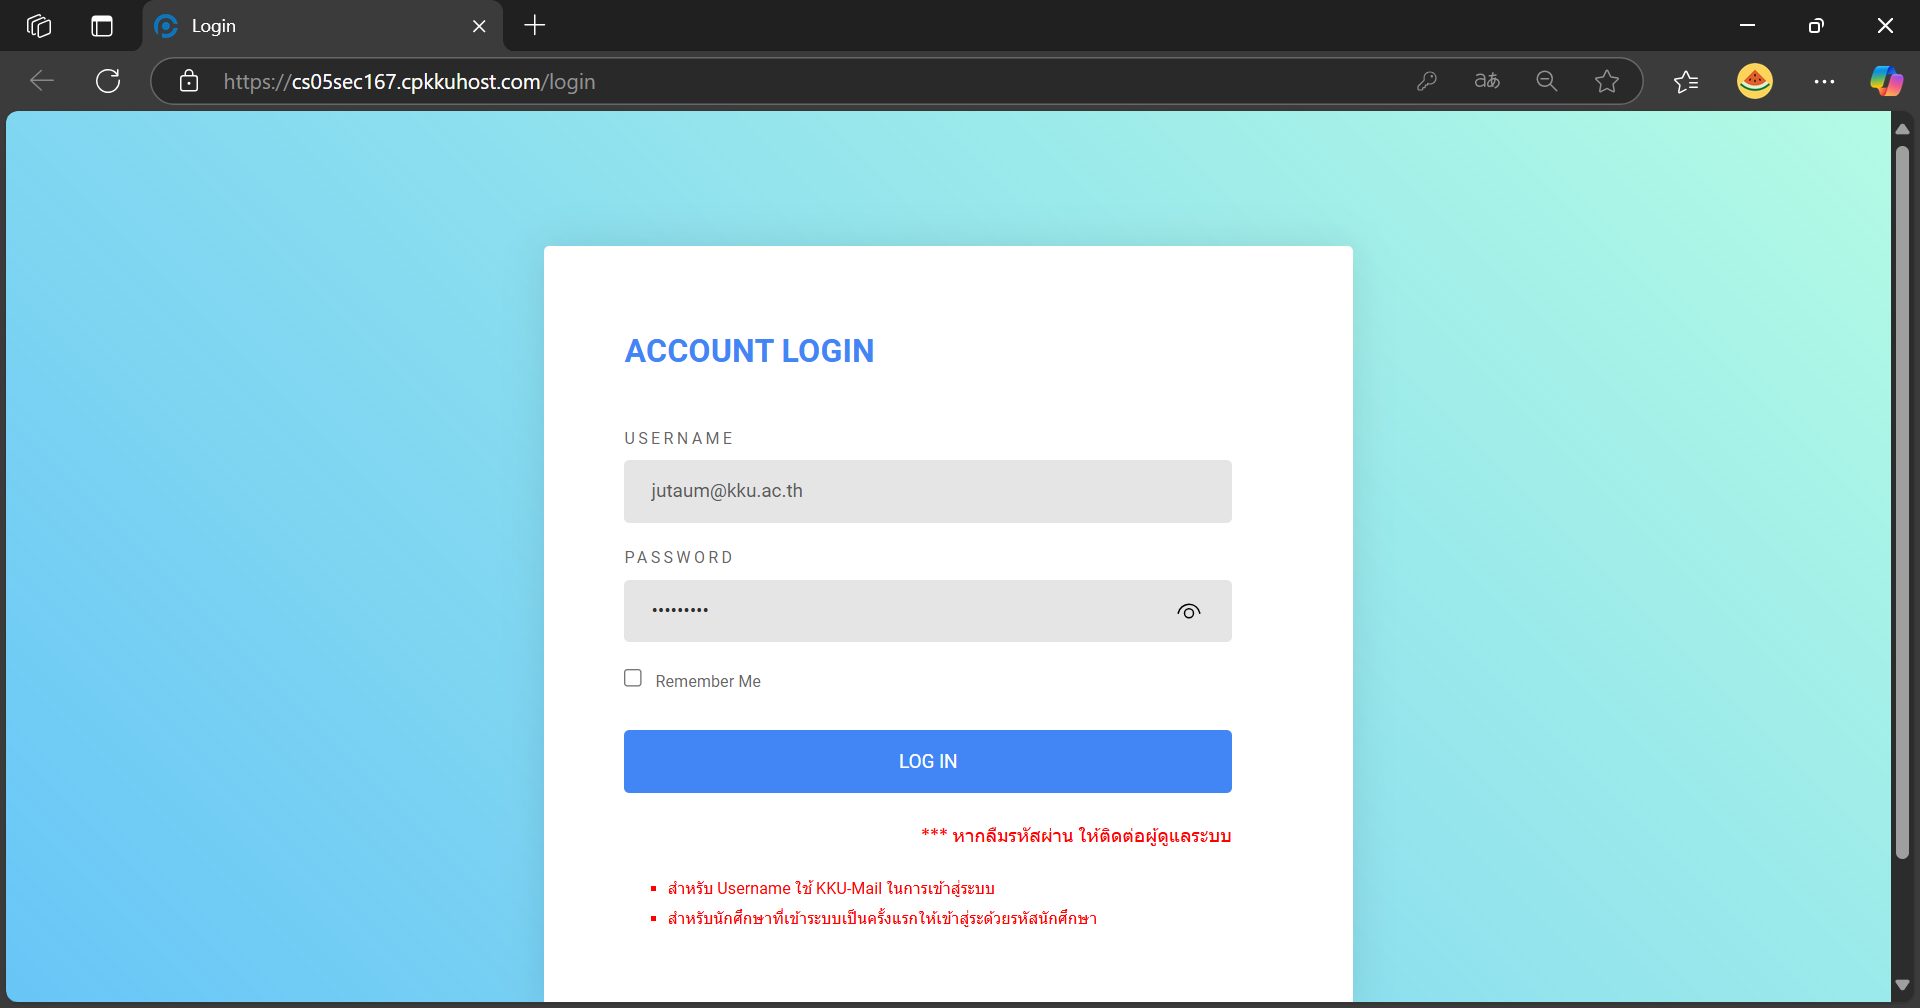 Login
https://cs05sec167.cpkkuhost.com/login
ACCOUNT LOGIN
USERNAME
jutaum@kku.ac.th
PASSWORD
•••••••••
Remember Me
LOG IN
*** หากลืมรหัสผ่าน ให้ติดต่อผู้ดูแลระบบ
▪ สำหรับ Username ใช้ KKU-Mail ในการเข้าสู่ระบบ
▪ สำหรับนักศึกษาที่เข้าระบบเป็นครั้งแรกให้เข้าสู่ระด้วยรหัสนักศึกษา